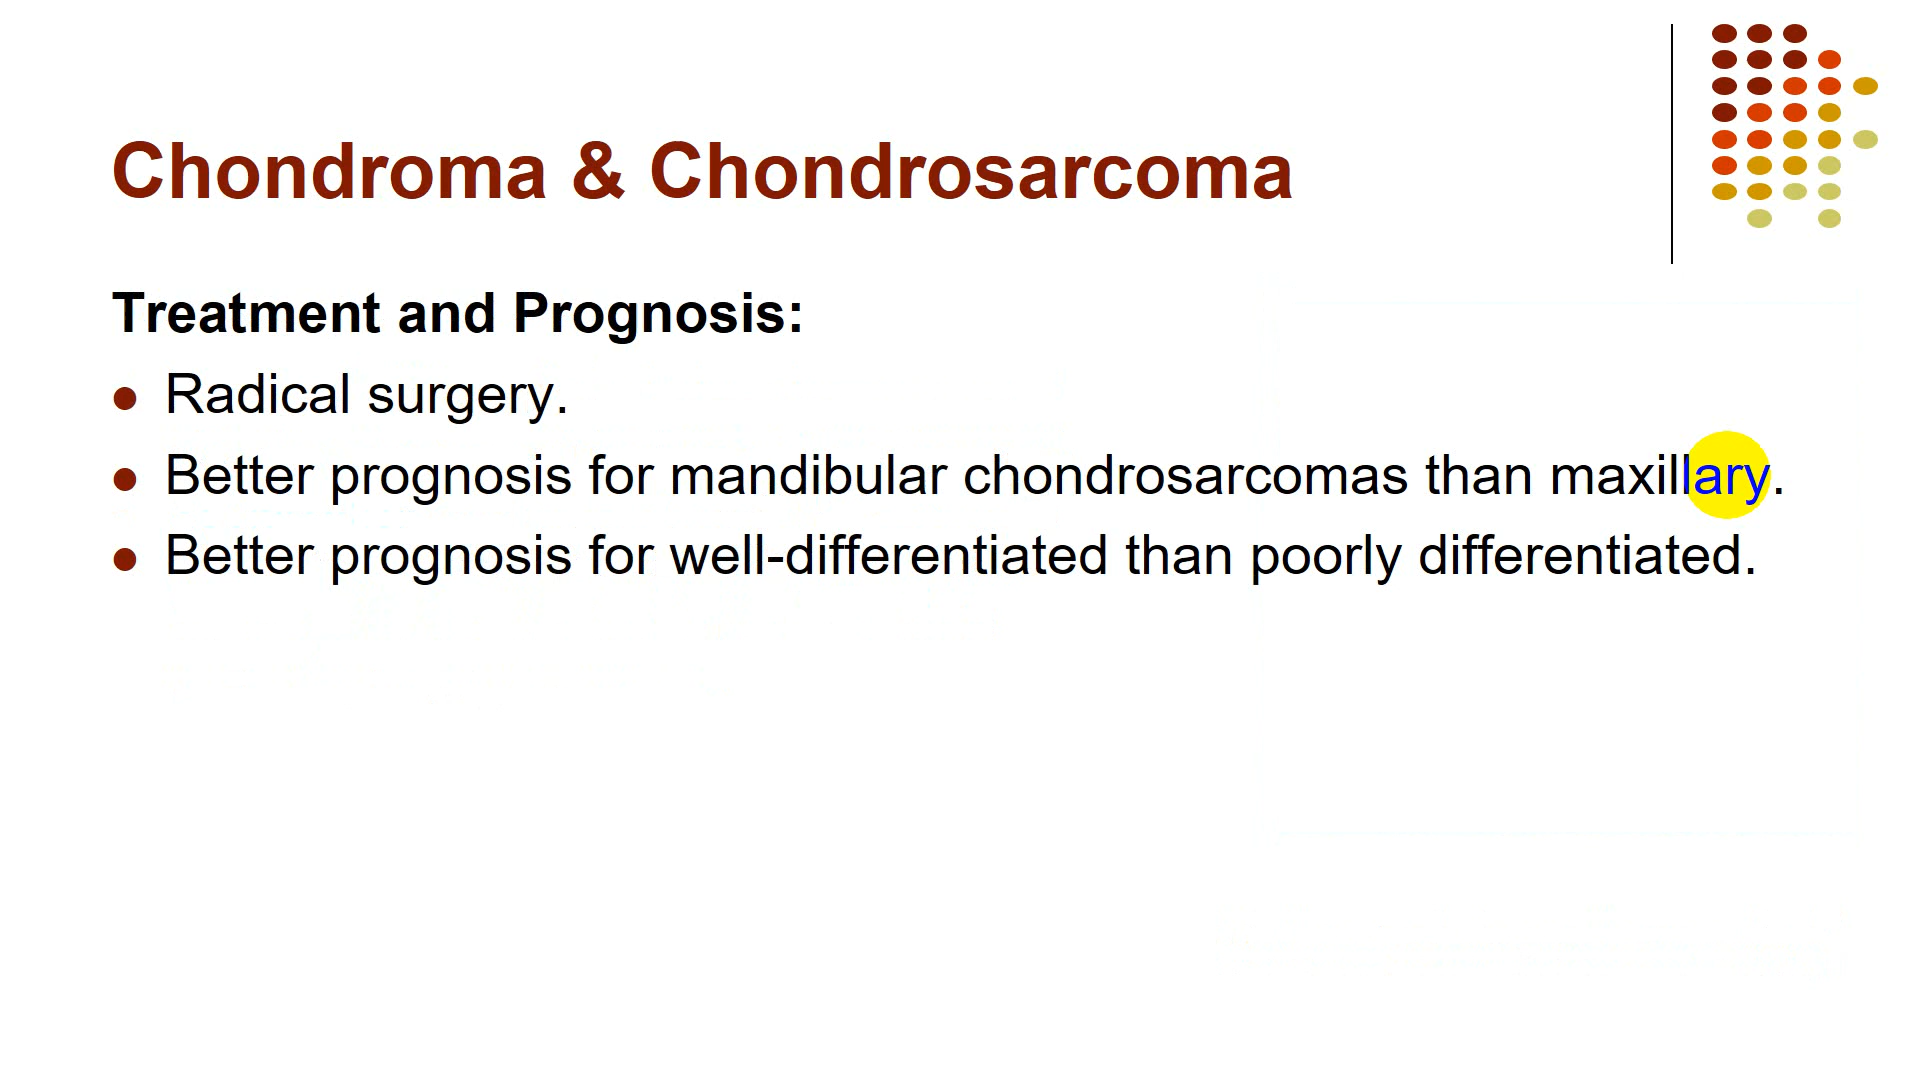 Chondroma & Chondrosarcoma
Treatment and Prognosis:
Radical surgery.
Better prognosis for mandibular chondrosarcomas than maxillary.
Better prognosis for well-differentiated than poorly differentiated.